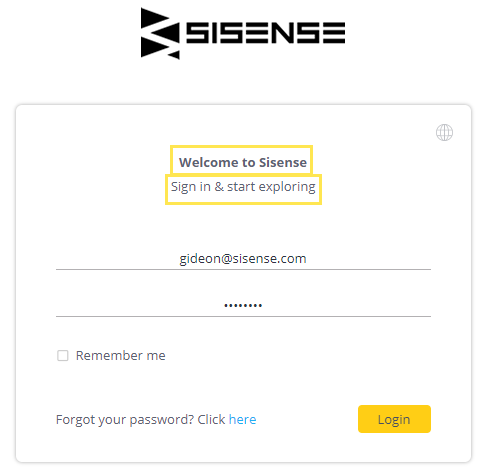 SISENSE
Welcome to Sisense
Sign in & start exploring
gideon@sisense.com
••••••••
Remember me
Forgot your password? Click here
Login